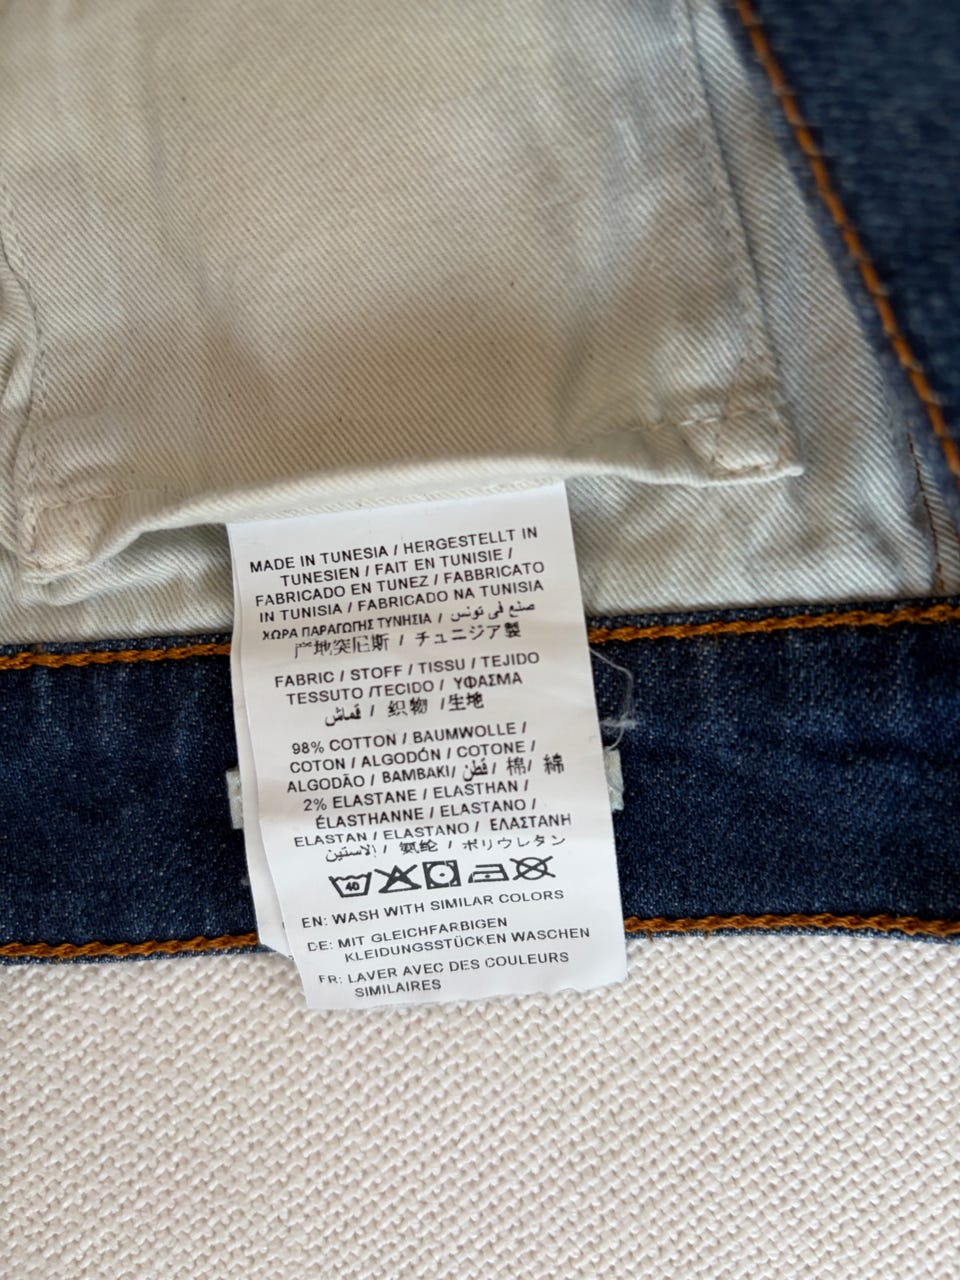 MADE IN TUNESIA / HERGESTELLT IN
TUNESIEN / FAIT EN TUNISIE /
FABRICADO EN TUNEZ / FABBRICATO
IN TUNISIA / FABRICADO NA TUNISIA
ΧΩΡΑ ΠΑΡΑΓΩΓΗΣ ΤΥΝΗΣΙΑ / صنع في تونس
产地突尼斯 / チュニジア製
FABRIC / STOFF / TISSU / TEJIDO
TESSUTO /TECIDO / ΥΦΑΣΜΑ
قماش / 织物 /生地
98% COTTON / BAUMWOLLE /
COTON / ALGODÓN / COTONE /
ALGODÃO / BAMBAKI/ قطن / 棉/ 綿
2% ELASTANE / ELASTHAN /
ÉLASTHANNE / ELASTANO /
ELASTAN / ELASTANO / ΕΛΑΣΤΑΝΗ
الاستين / 氨纶 / ポリウレタン
40
EN: WASH WITH SIMILAR COLORS
DE: MIT GLEICHFARBIGEN
KLEIDUNGSSTÜCKEN WASCHEN
FR: LAVER AVEC DES COULEURS
SIMILAIRES